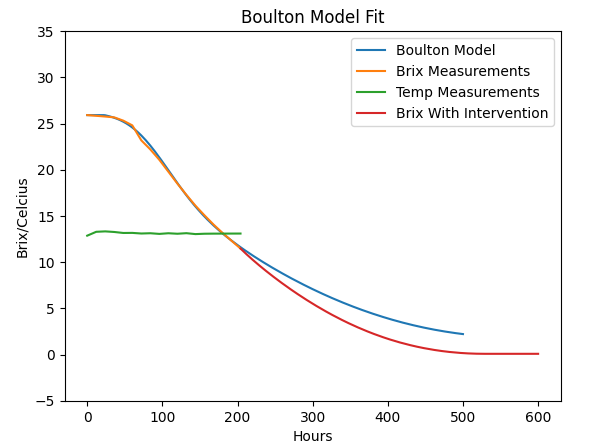 Boulton Model Fit
Boulton Model
Brix Measurements
Temp Measurements
Brix With Intervention
35
30
25
20
15
10
5
0
−5
Brix/Celcius
0 100 200 300 400 500 600
Hours